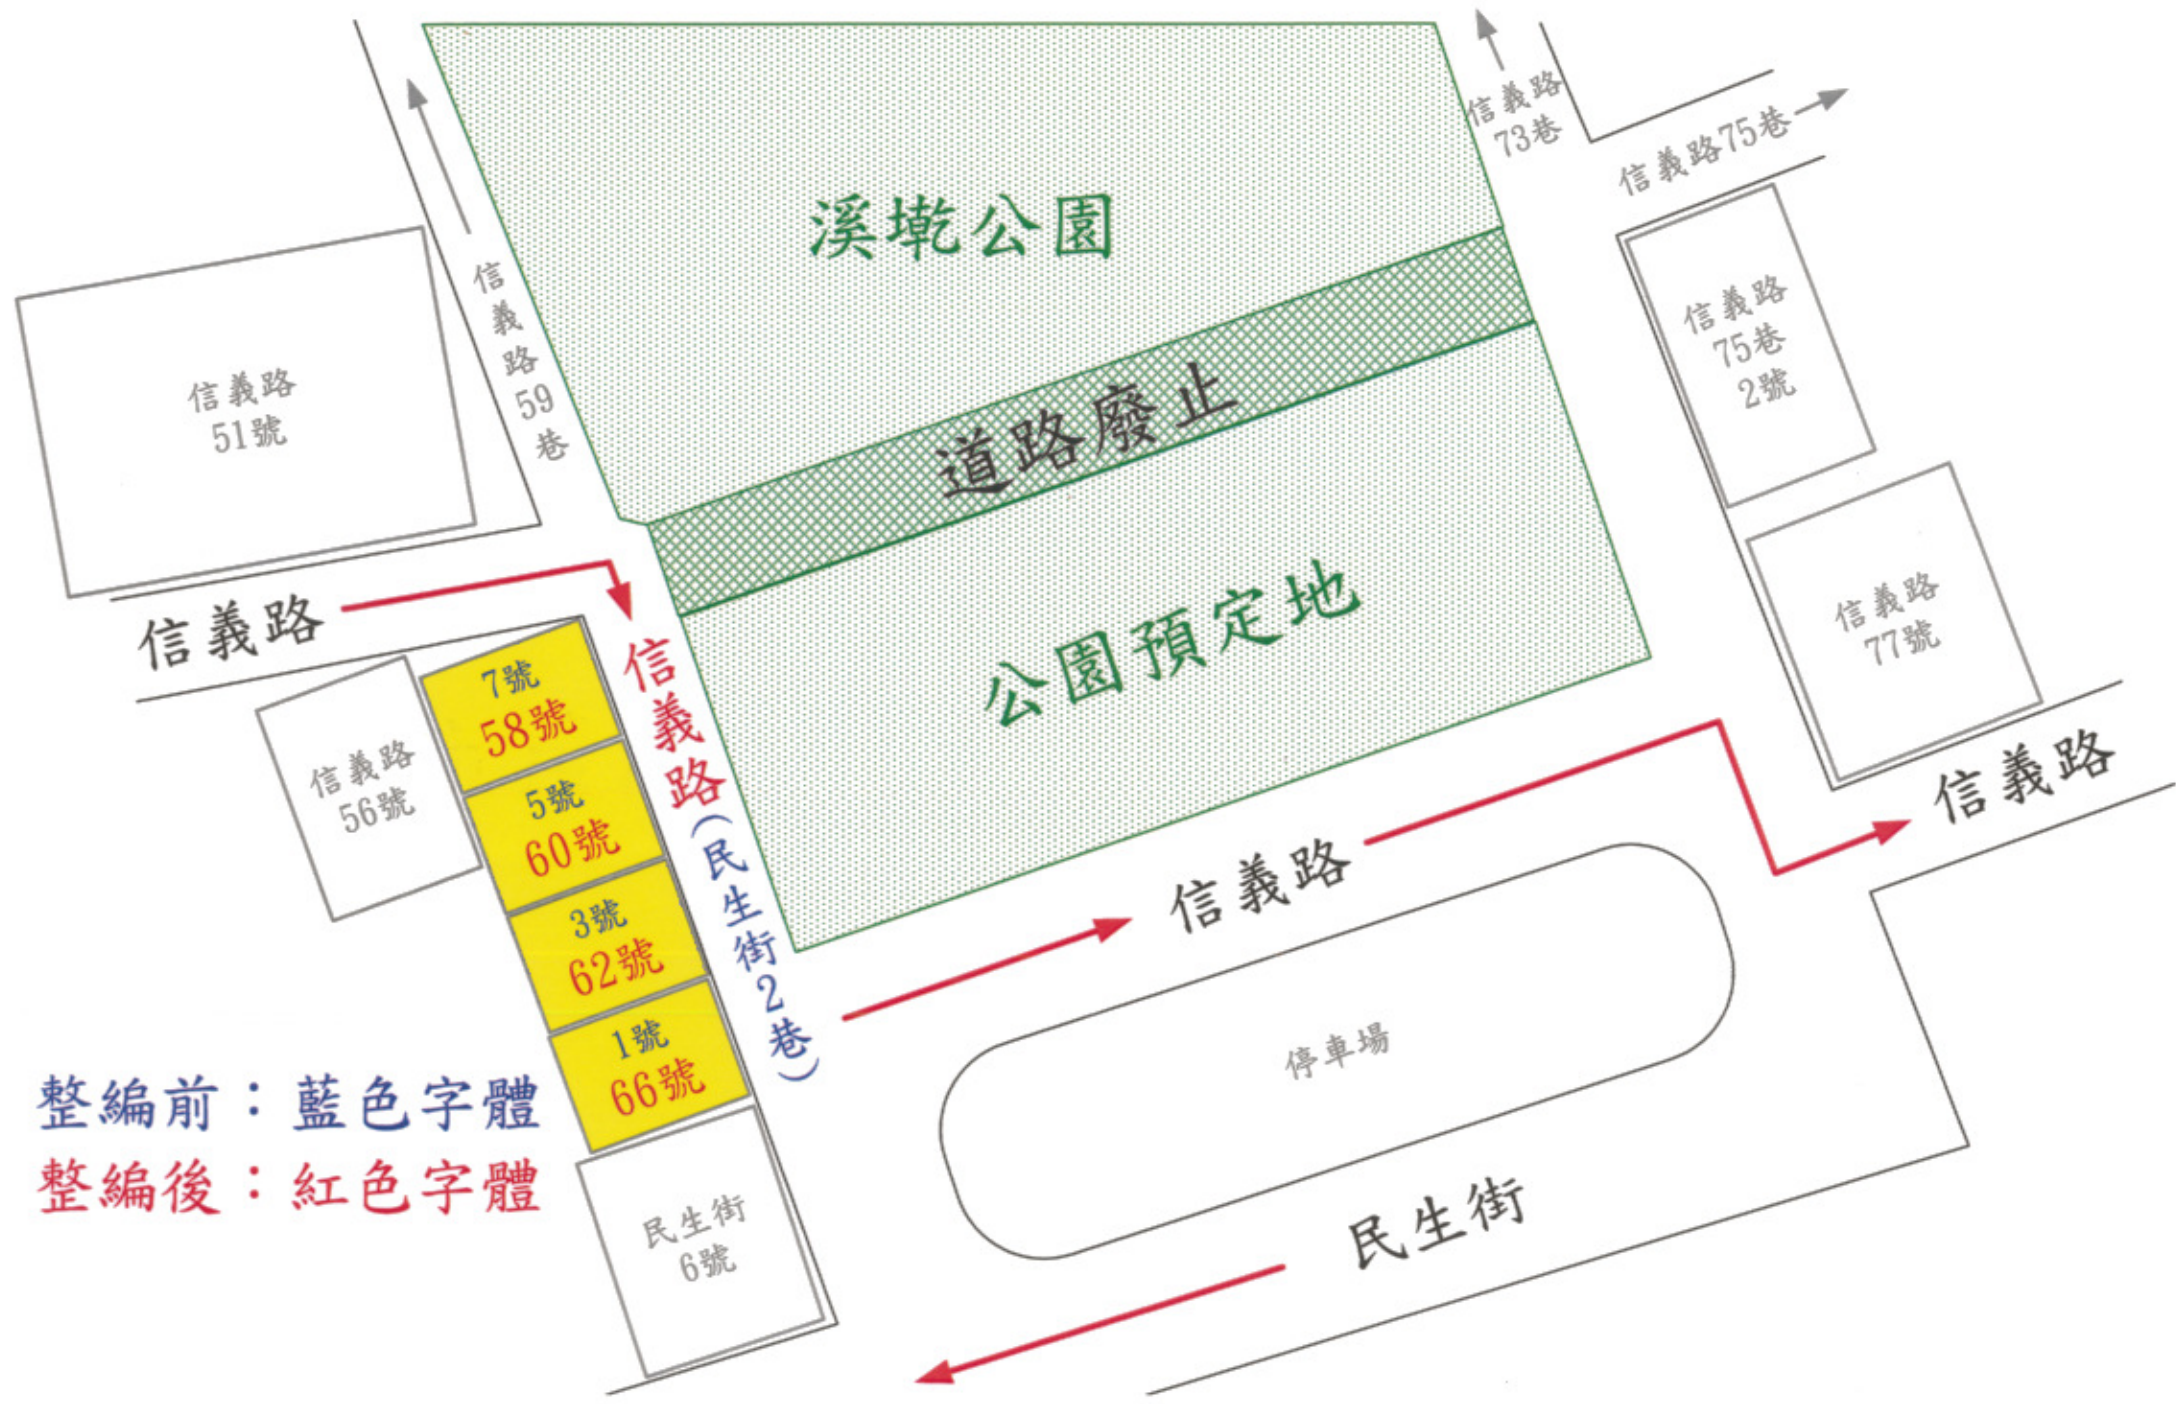 溪墘公園
信義路
73巷
信義路75巷
信義路59巷
信義路
51號
道路廢止
信義路
75巷
2號
公園預定地
信義路
77號
信義路
信義路(民生街2巷)
7號
58號
信義路
56號
5號
60號
3號
62號
1號
66號
信義路
信義路
停車場
整編前：藍色字體
整編後：紅色字體
民生街
6號
民生街